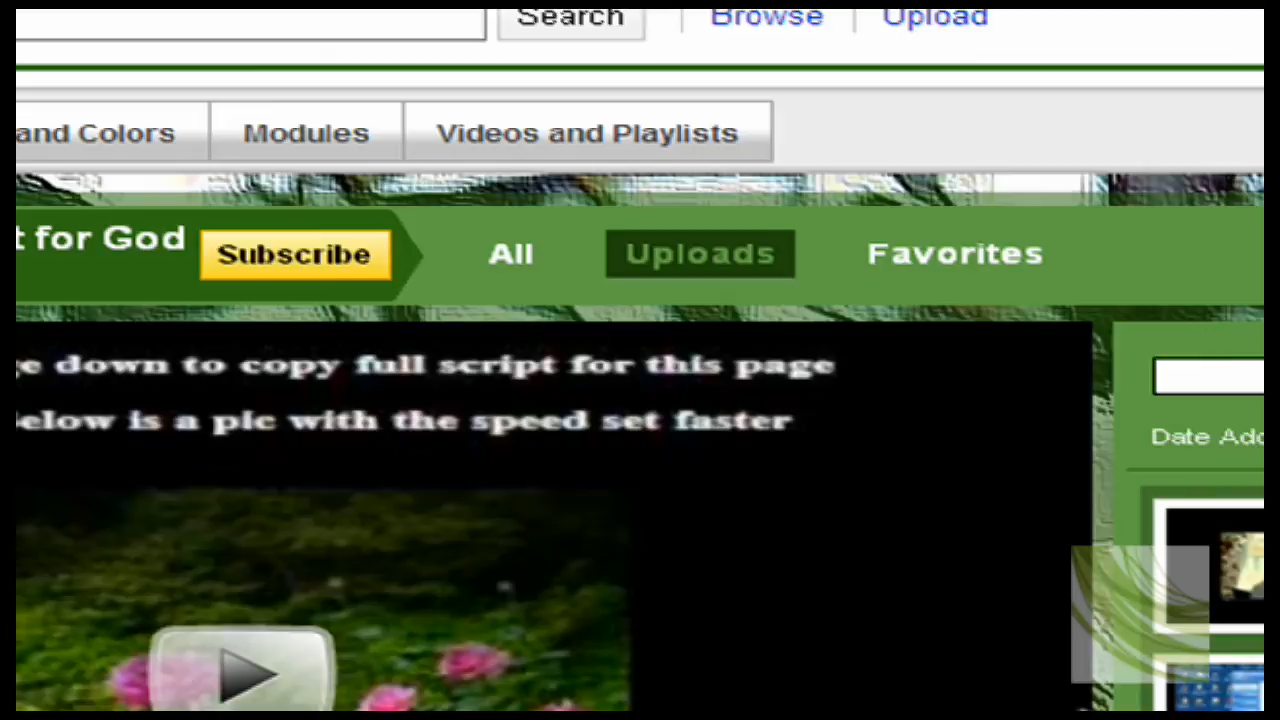 Search Browse Upload
and Colors Modules Videos and Playlists
t for God Subscribe All Uploads Favorites
e down to copy full script for this page
elow is a pic with the speed set faster
Date Add